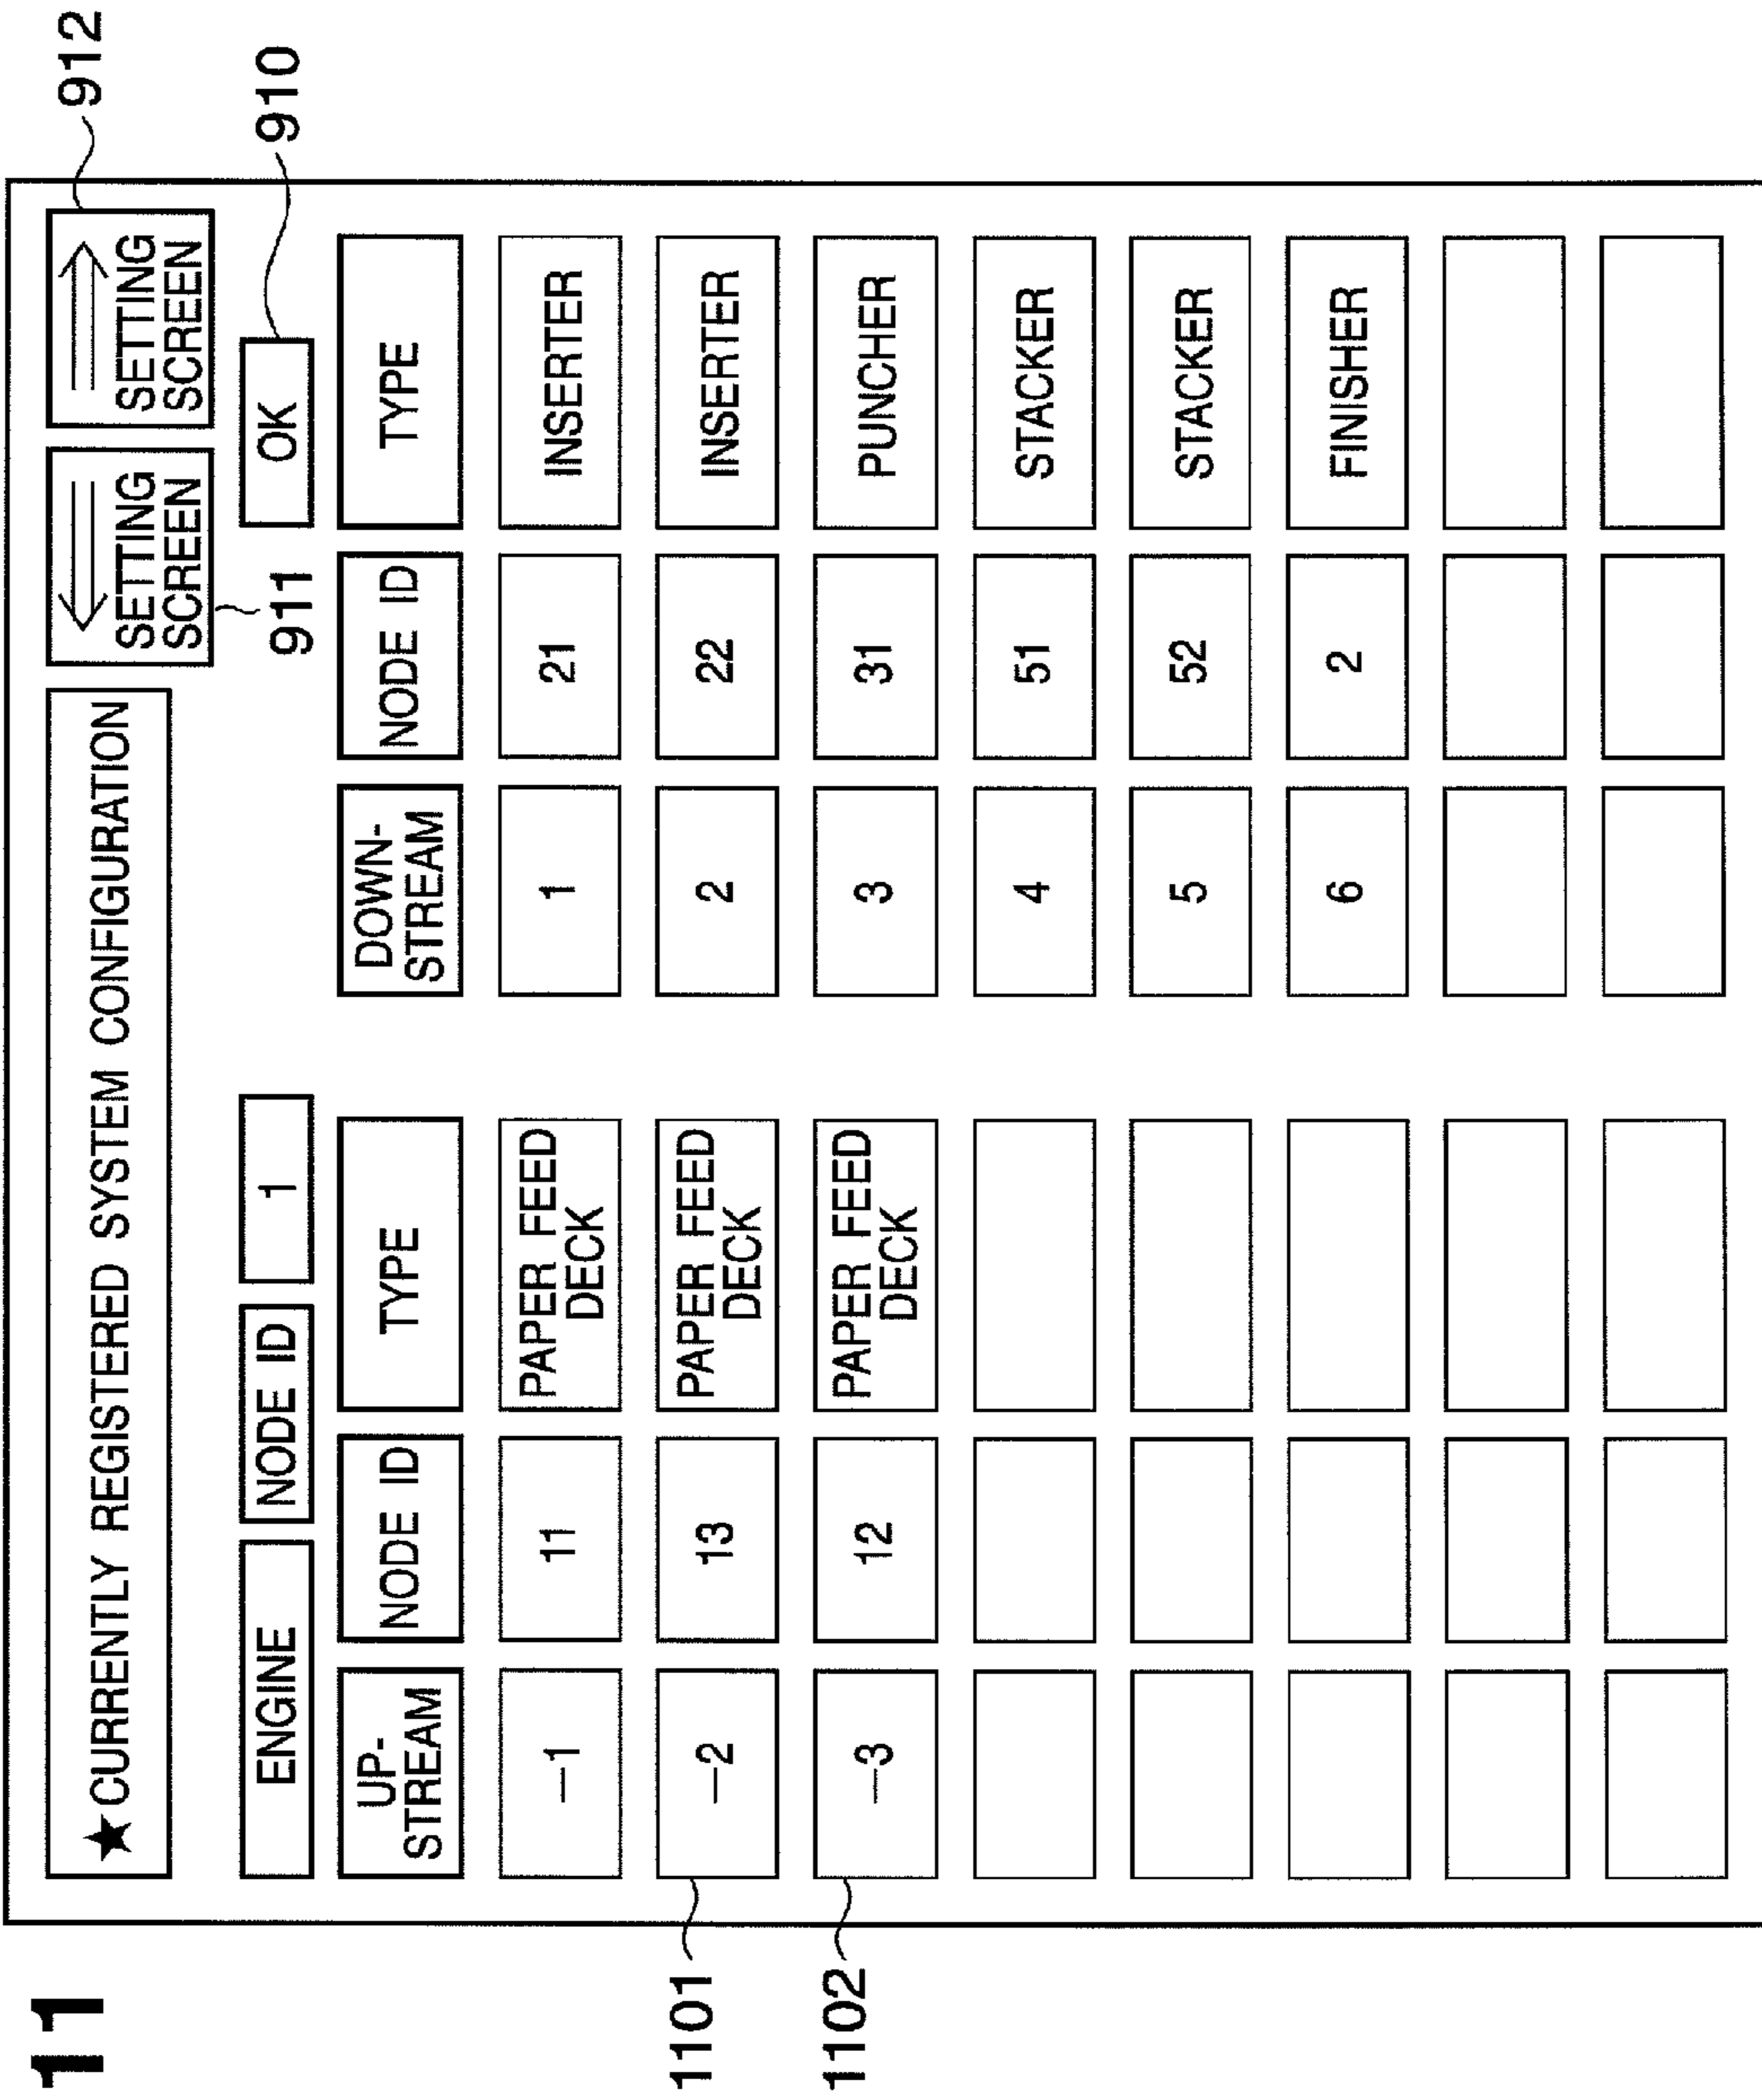 11
★CURRENTLY REGISTERED SYSTEM CONFIGURATION
SETTING
SCREEN
SETTING
SCREEN
912
911
ENGINE NODE ID 1
OK
910
UP-
STREAM
NODE ID
TYPE
DOWN-
STREAM
NODE ID
TYPE
–1 11 PAPER FEED
DECK
1 21 INSERTER
1101
–2 13 PAPER FEED
DECK
2 22 INSERTER
1102
–3 12 PAPER FEED
DECK
3 31 PUNCHER
4 51 STACKER
5 52 STACKER
6 2 FINISHER